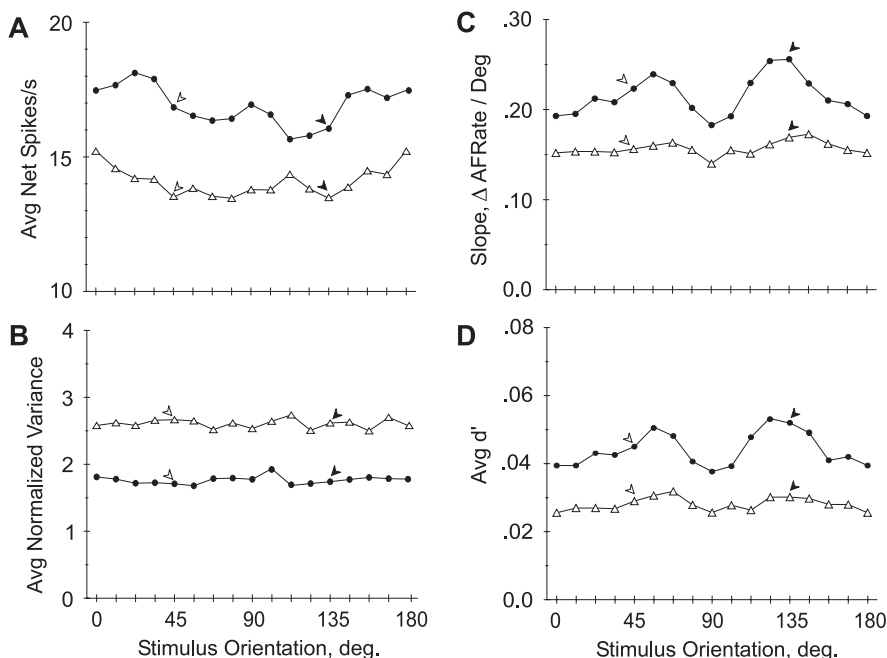 A
20
15
10
Avg Net Spikes/s
C
.30
.20
.10
0.0
Slope, Δ AFRate / Deg
B
4
3
2
1
0
Avg Normalized Variance
0 45 90 135 180
Stimulus Orientation, deg.
D
.08
.06
.04
.02
0.0
Avg d'
0 45 90 135 180
Stimulus Orientation, deg.